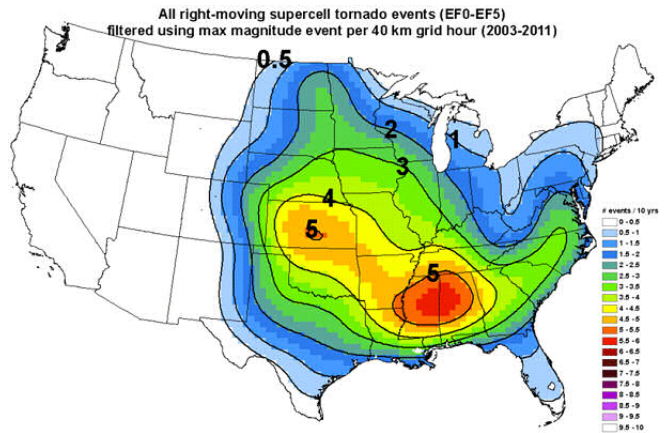 All right-moving supercell tornado events (EF0-EF5)
filtered using max magnitude event per 40 km grid hour (2003-2011)
0.5
2
1
3
4
5
5
# events / 10 yrs
0 - 0.5
0.5 - 1
1 - 1.5
1.5 - 2
2 - 2.5
2.5 - 3
3 - 3.5
3.5 - 4
4 - 4.5
4.5 - 5
5 - 5.5
5.5 - 6
6 - 6.5
6.5 - 7
7 - 7.5
7.5 - 8
8 - 8.5
8.5 - 9
9 - 9.5
9.5 - 10